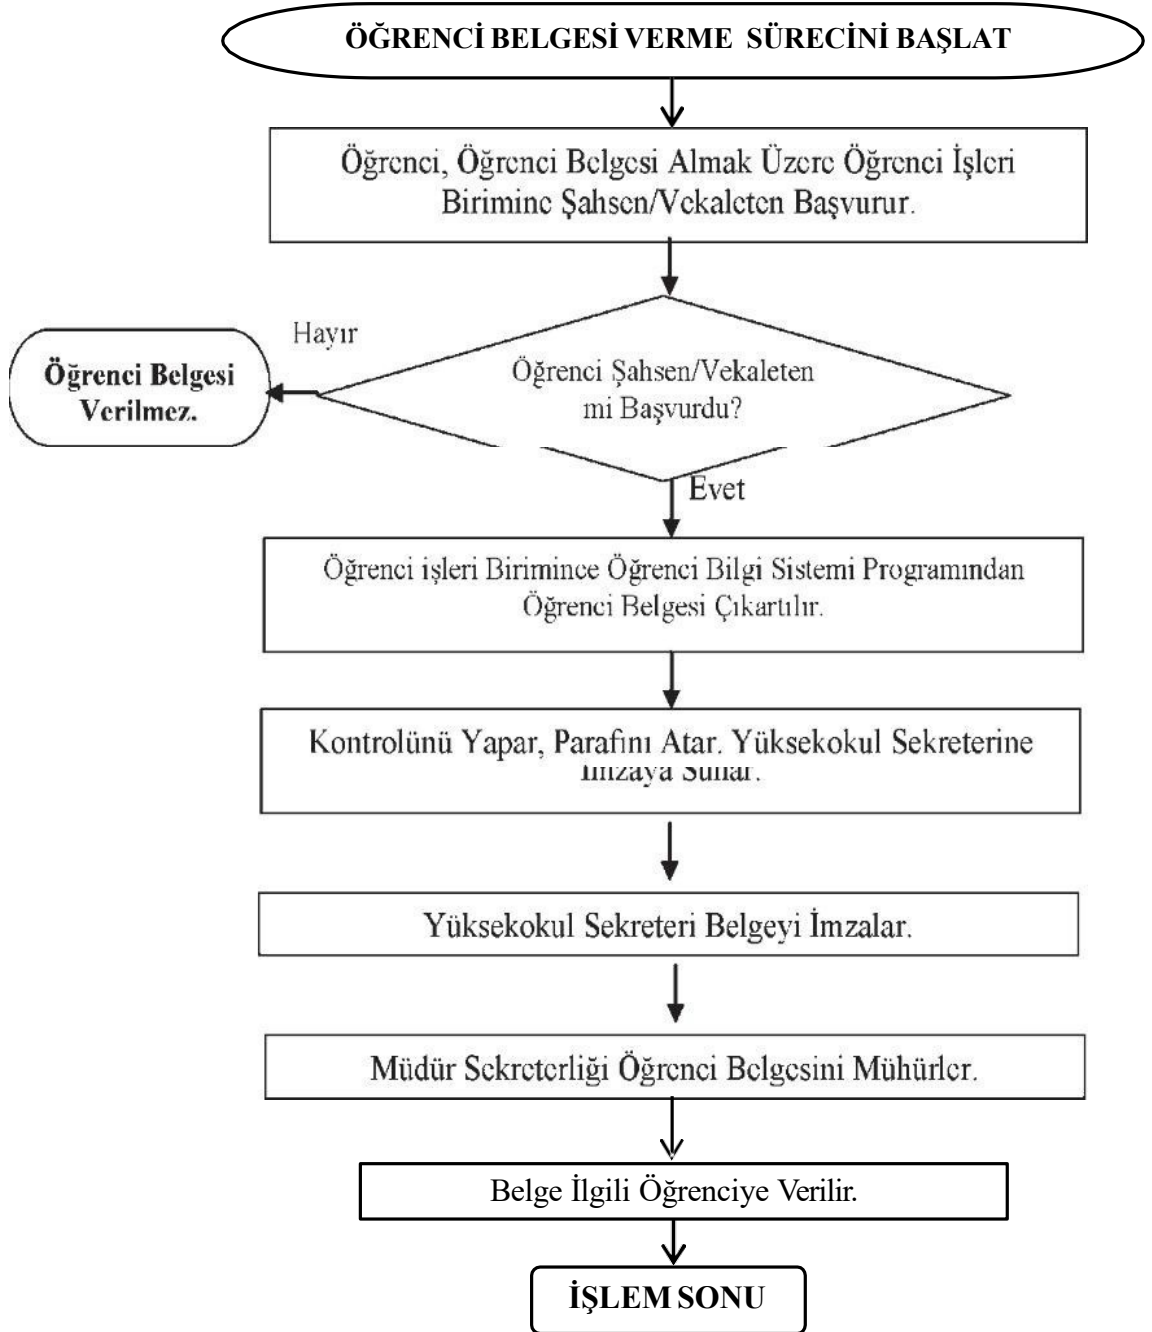 ÖĞRENCİ BELGESİ VERME SÜRECİNİ BAŞLAT
Öğrenci, Öğrenci Belgesi Almak Üzere Öğrenci İşleri
Birimine Şahsen/Vekaleten Başvurur.
Hayır
Öğrenci Belgesi
Verilmez.
Öğrenci Şahsen/Vekaleten
mi Başvurdu?
Evet
Öğrenci işleri Birimince Öğrenci Bilgi Sistemi Programından
Öğrenci Belgesi Çıkartılır.
Kontrolünü Yapar, Parafını Atar. Yüksekokul Sekreterine
İmzaya Sunar.
Yüksekokul Sekreteri Belgeyi İmzalar.
Müdür Sekreterliği Öğrenci Belgesini Mühürler.
Belge İlgili Öğrenciye Verilir.
İŞLEM SONU